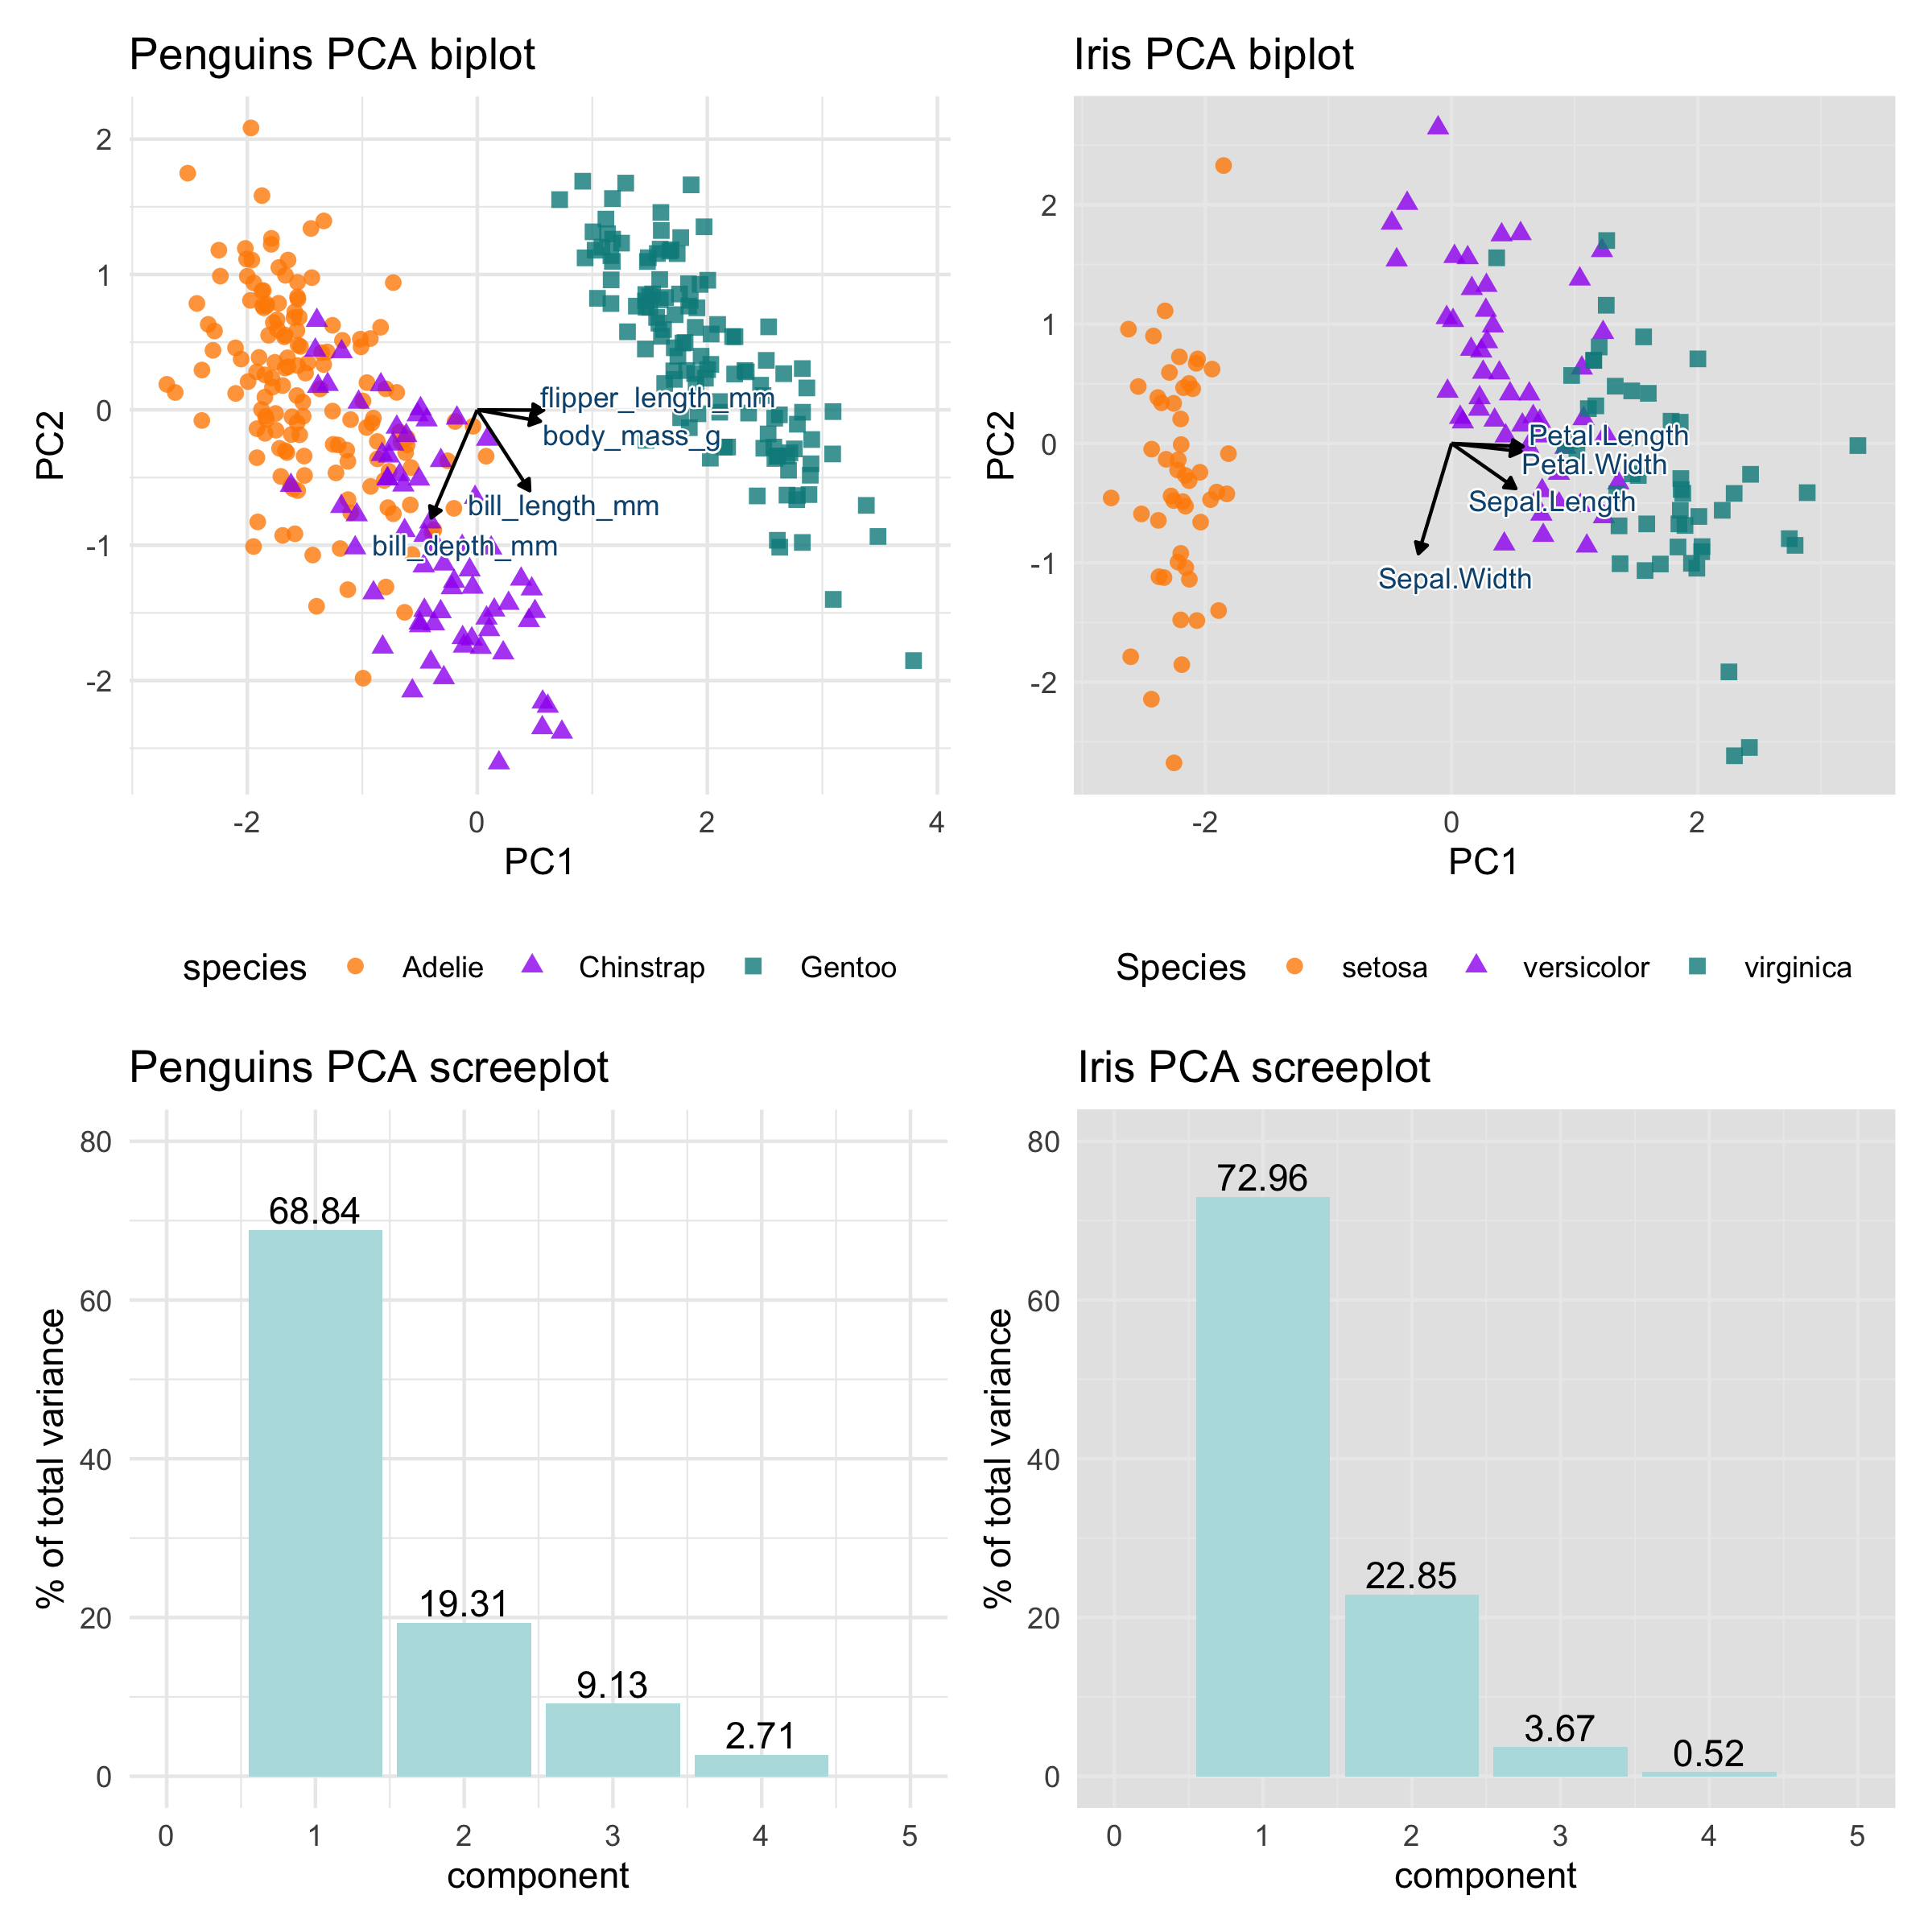 Penguins PCA biplot
2
1
0
-1
-2
PC2
flipper_length_mm
body_mass_g
bill_length_mm
bill_depth_mm
-2 0 2 4
PC1
species Adelie Chinstrap Gentoo
Iris PCA biplot
2
1
0
-1
-2
PC2
Petal.Length
Petal.Width
Sepal.Length
Sepal.Width
-2 0 2
PC1
Species setosa versicolor virginica
Penguins PCA screeplot
80
60
40
20
0
% of total variance
68.84
19.31
9.13
2.71
0 1 2 3 4 5
component
Iris PCA screeplot
80
60
40
20
0
% of total variance
72.96
22.85
3.67
0.52
0 1 2 3 4 5
component